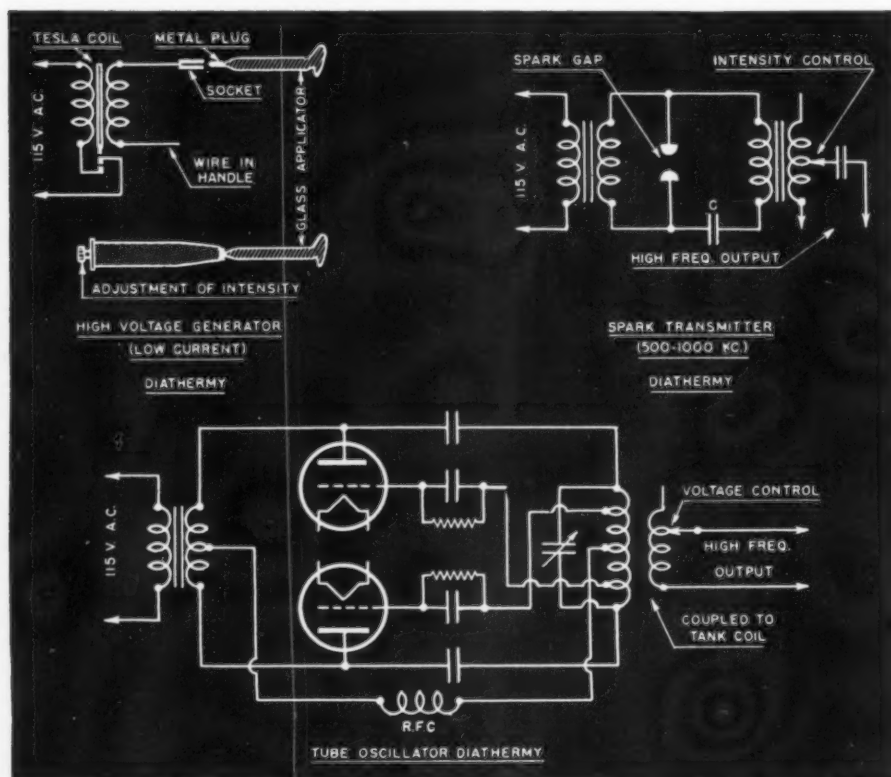 TESLA COIL
METAL PLUG
SOCKET
115 V. A.C.
WIRE IN
HANDLE
GLASS APPLICATOR
ADJUSTMENT OF INTENSITY
HIGH VOLTAGE GENERATOR
(LOW CURRENT)
DIATHERMY
SPARK GAP
INTENSITY CONTROL
115 V. A.C.
C
HIGH FREQ. OUTPUT
SPARK TRANSMITTER
(500-1000 KC.)
DIATHERMY
115 V. A.C.
VOLTAGE CONTROL
HIGH FREQ.
OUTPUT
COUPLED TO
TANK COIL
R.F.C
TUBE OSCILLATOR DIATHERMY